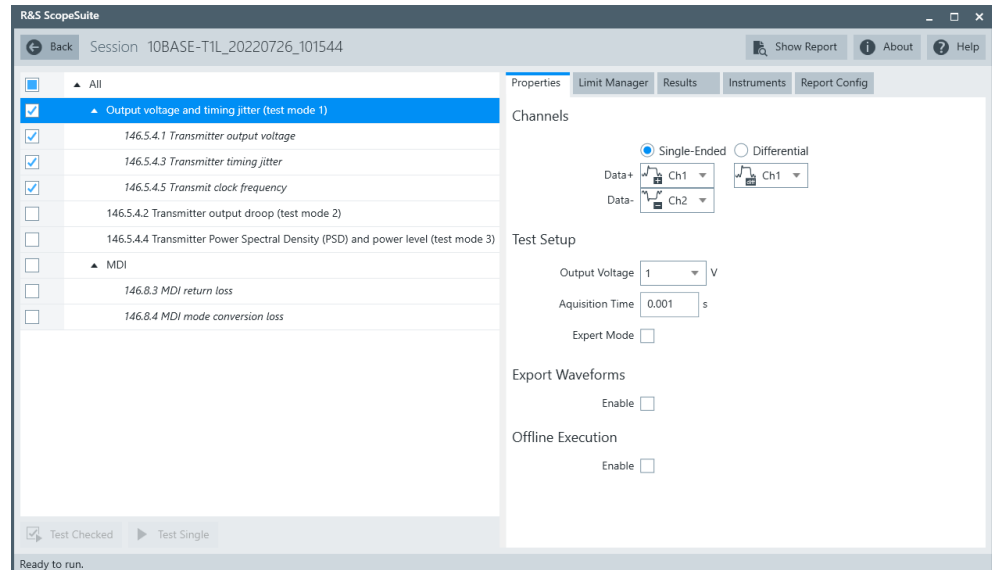 R&S ScopeSuite
Back Session 10BASE-T1L_20220726_101544 Show Report About Help
All
Output voltage and timing jitter (test mode 1)
146.5.4.1 Transmitter output voltage
146.5.4.3 Transmitter timing jitter
146.5.4.5 Transmit clock frequency
146.5.4.2 Transmitter output droop (test mode 2)
146.5.4.4 Transmitter Power Spectral Density (PSD) and power level (test mode 3)
MDI
146.8.3 MDI return loss
146.8.4 MDI mode conversion loss
Test Checked Test Single
Properties Limit Manager Results Instruments Report Config
Channels
Single-Ended Differential
Data+ Ch1 Ch1
Data- Ch2
Test Setup
Output Voltage 1 V
Aquisition Time 0.001 s
Expert Mode
Export Waveforms
Enable
Offline Execution
Enable
Ready to run.